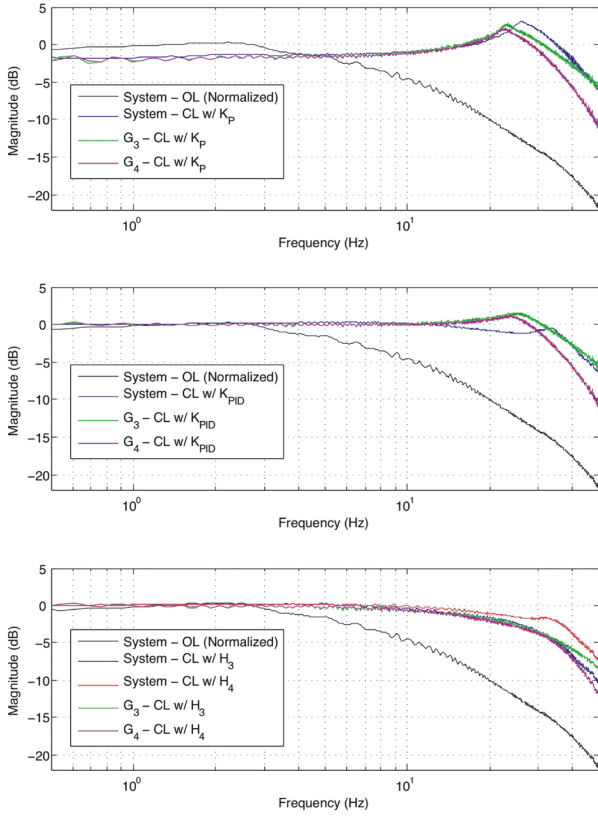 5
0
−5
−10
−15
−20
Magnitude (dB)
System − OL (Normalized)
System − CL w/ K_P
G_3 − CL w/ K_P
G_4 − CL w/ K_P
10^0
10^1
Frequency (Hz)
5
0
−5
−10
−15
−20
Magnitude (dB)
System − OL (Normalized)
System − CL w/ K_PID
G_3 − CL w/ K_PID
G_4 − CL w/ K_PID
10^0
10^1
Frequency (Hz)
5
0
−5
−10
−15
−20
Magnitude (dB)
System − OL (Normalized)
System − CL w/ H_3
System − CL w/ H_4
G_3 − CL w/ H_3
G_4 − CL w/ H_4
10^0
10^1
Frequency (Hz)